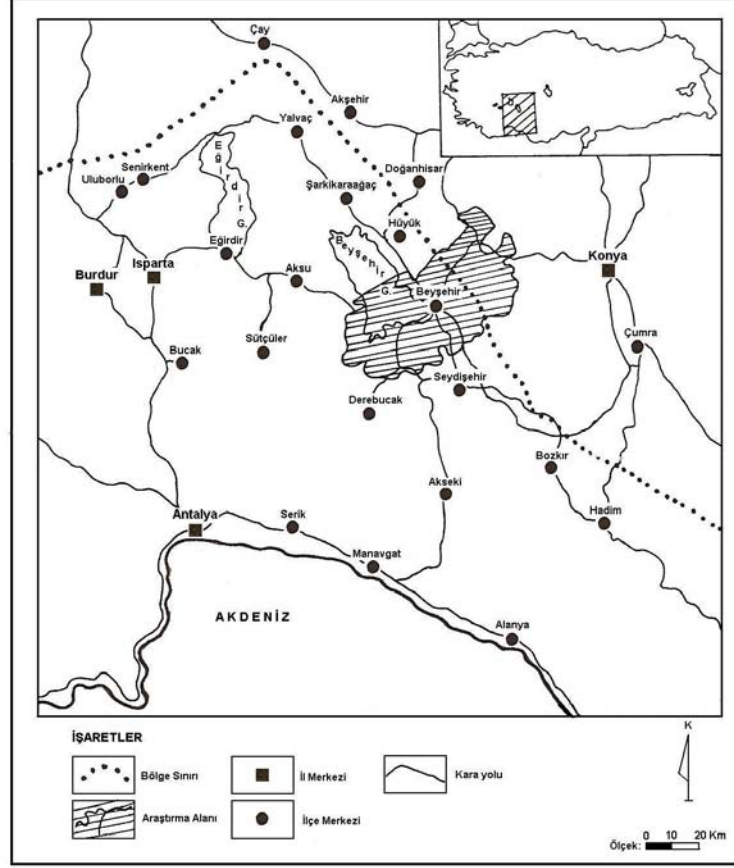 Çay
Akşehir
Yalvaç
Eğirdir G.
Senirkent
Uluborlu
Doğanhisar
Şarkikaraağaç
Hüyük
Beyşehir G.
Konya
Eğirdir
Isparta
Burdur
Aksu
Beyşehir
Çumra
Sütçüler
Bucak
Seydişehir
Derebucak
Bozkır
Akseki
Hadim
Antalya
Serik
Manavgat
AKDENİZ
Alanya
İŞARETLER
K
Bölge Sınırı
İl Merkezi
Kara yolu
Araştırma Alanı
İlçe Merkezi
Ölçek: 0 10 20 Km